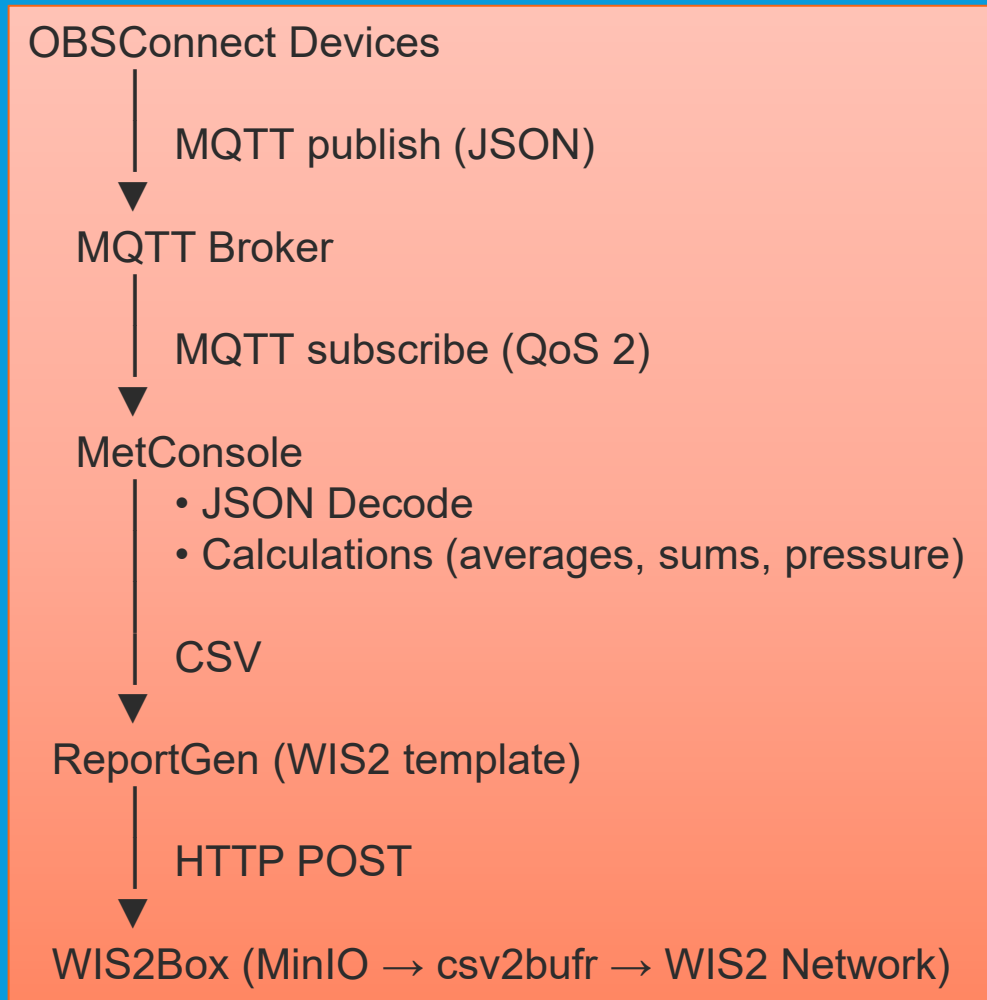 OBSConnect Devices
MQTT publish (JSON)
MQTT Broker
MQTT subscribe (QoS 2)
MetConsole
• JSON Decode
• Calculations (averages, sums, pressure)
CSV
ReportGen (WIS2 template)
HTTP POST
WIS2Box (MinIO → csv2bufr → WIS2 Network)